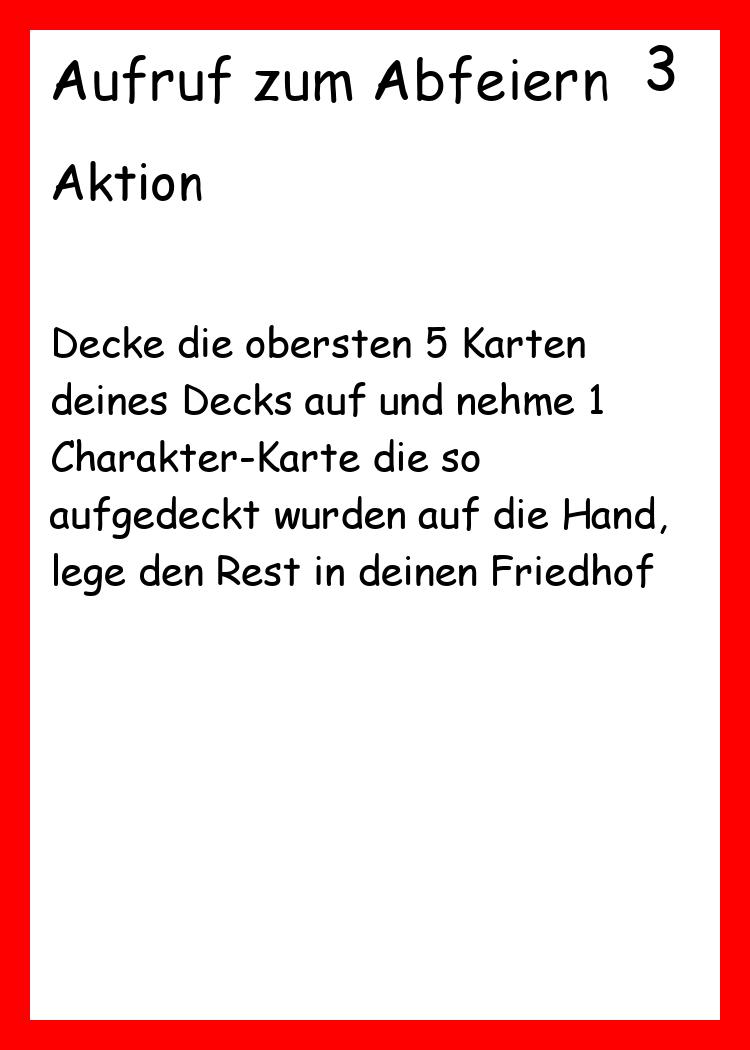 Aufruf zum Abfeiern 3
Aktion
Decke die obersten 5 Karten
deines Decks auf und nehme 1
Charakter-Karte die so
aufgedeckt wurden auf die Hand,
lege den Rest in deinen Friedhof